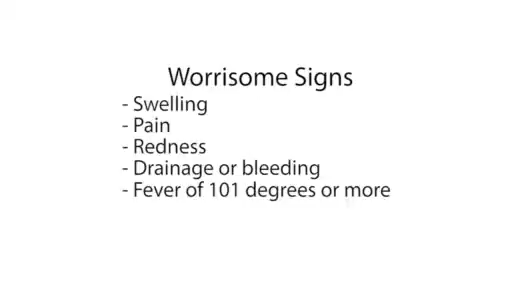 Worrisome Signs
- Swelling
- Pain
- Redness
- Drainage or bleeding
- Fever of 101 degrees or more